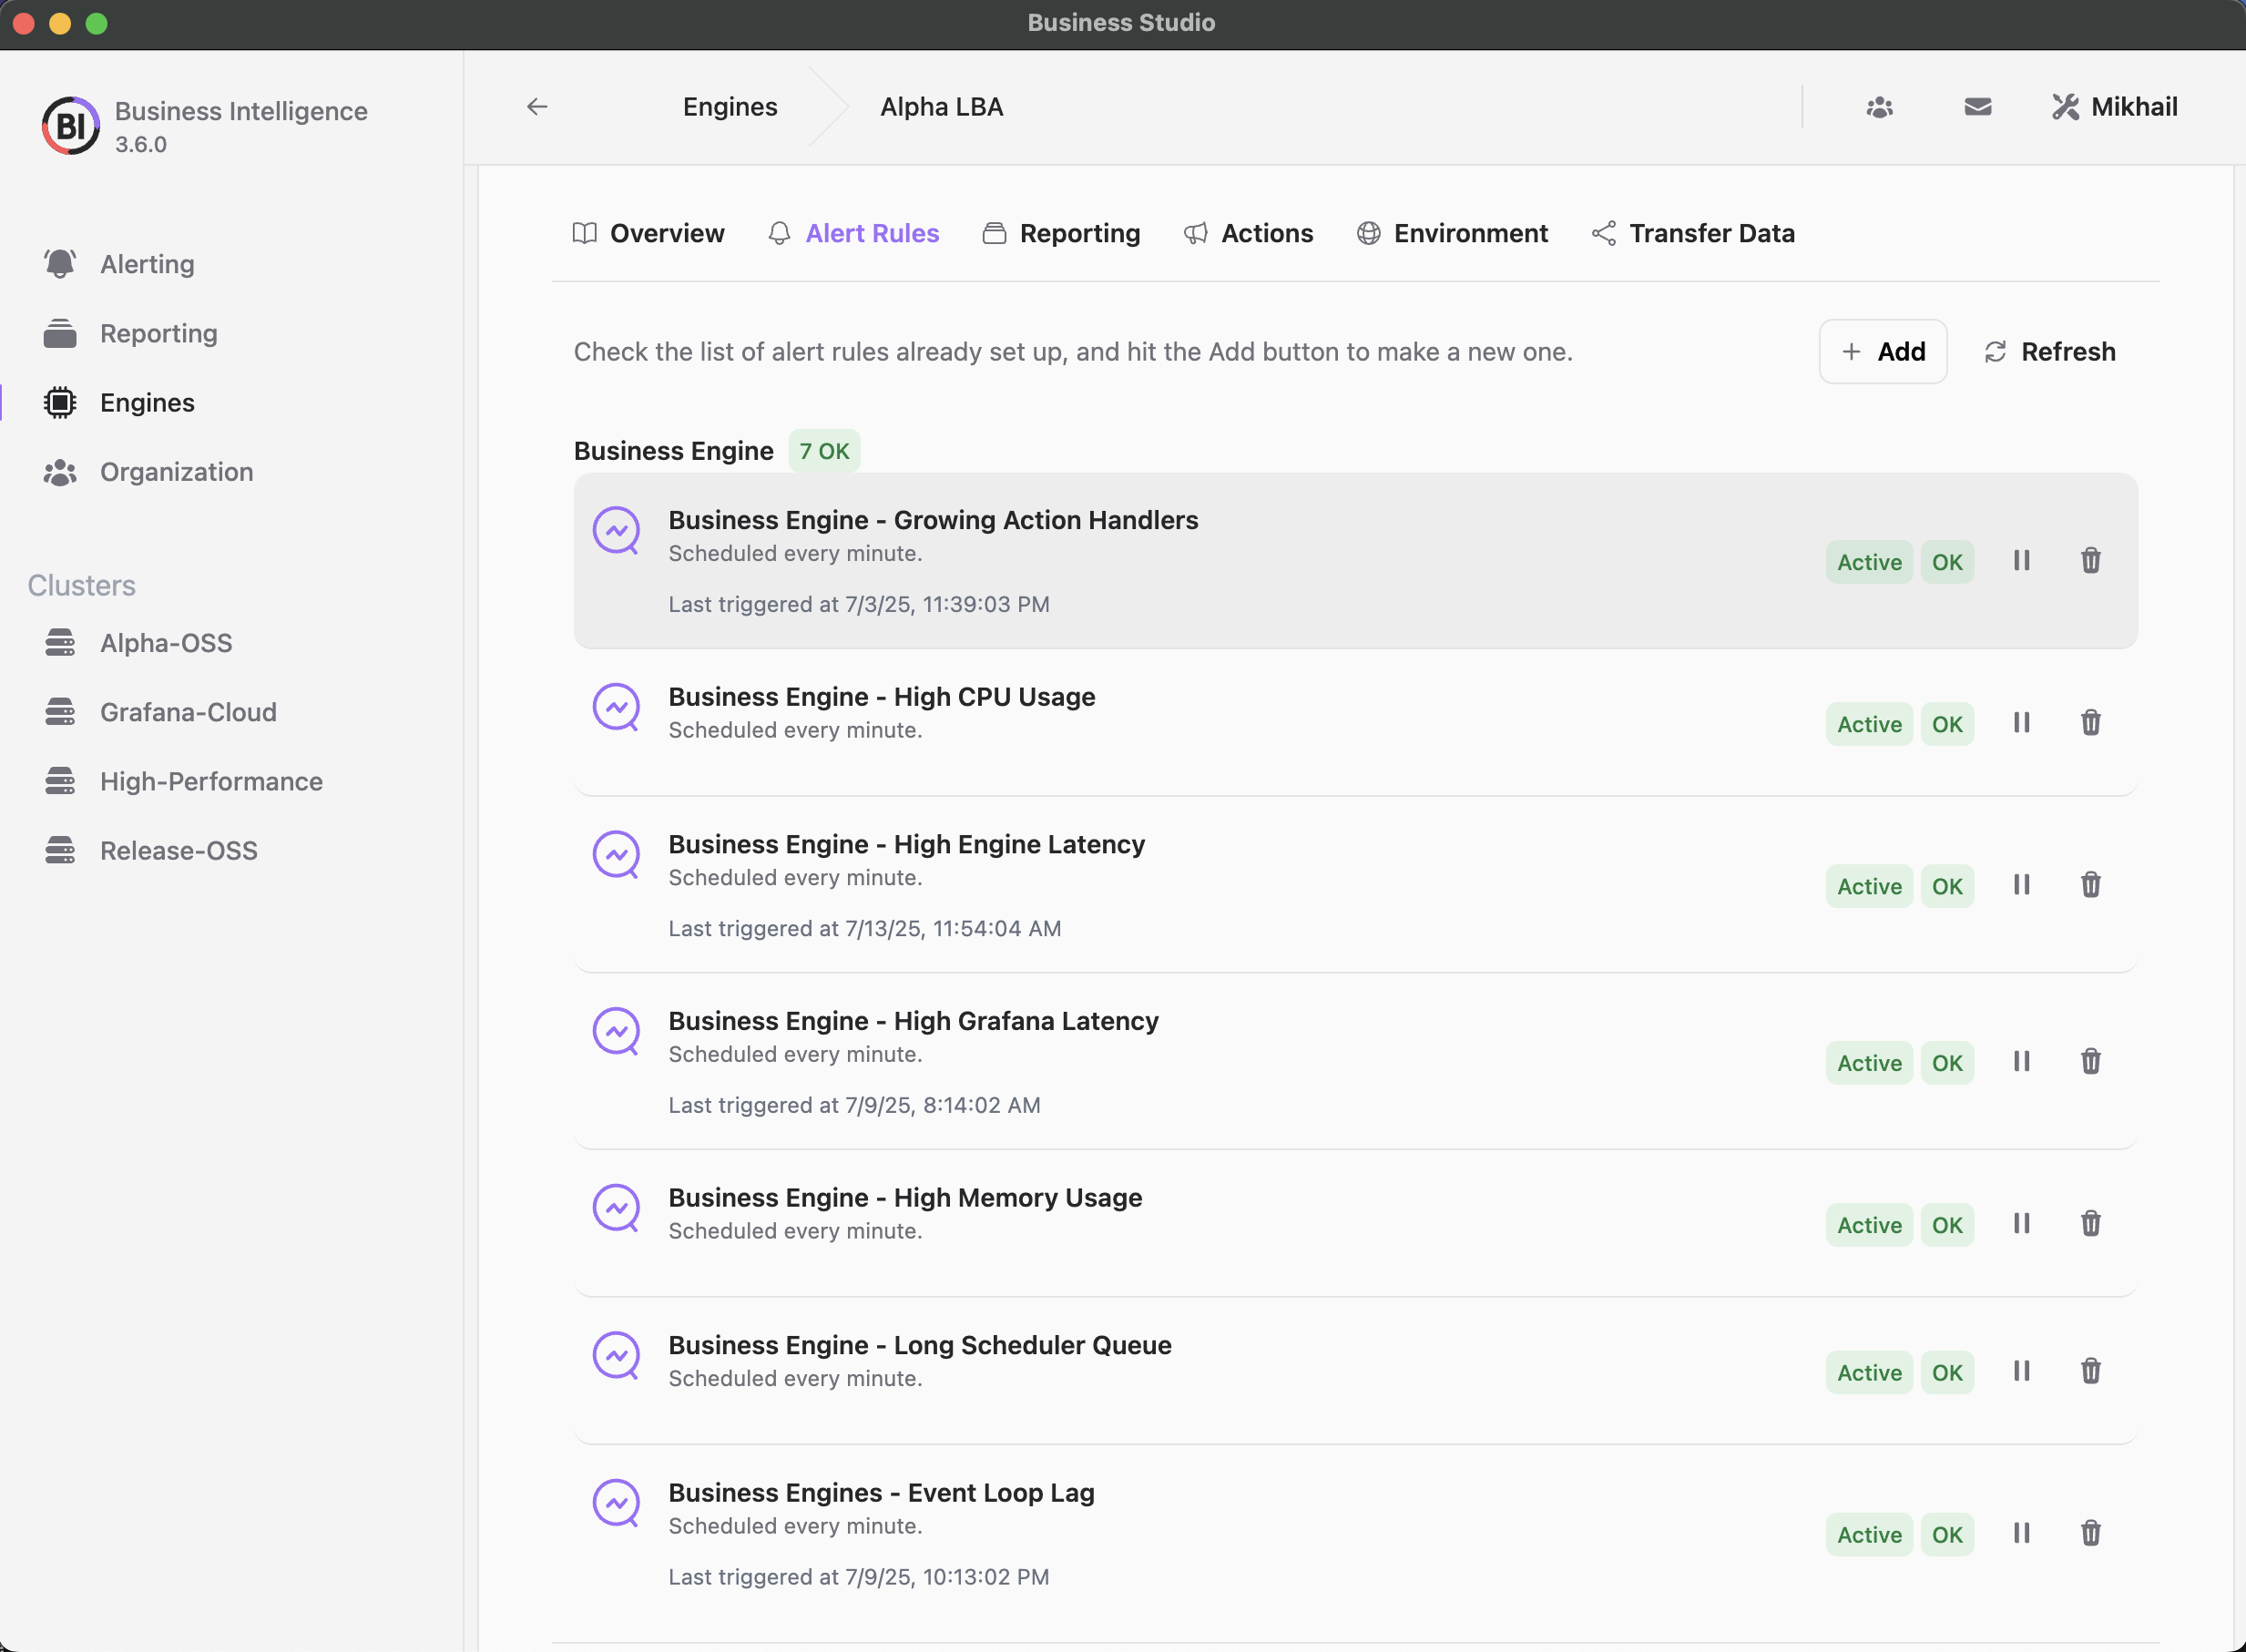 Business Studio
BI
Business Intelligence
3.6.0
Alerting
Reporting
Engines
Organization
Clusters
Alpha-OSS
Grafana-Cloud
High-Performance
Release-OSS
Engines
Alpha LBA
Mikhail
Overview
Alert Rules
Reporting
Actions
Environment
Transfer Data
Check the list of alert rules already set up, and hit the Add button to make a new one.
Add
Refresh
Business Engine 7 OK
Business Engine - Growing Action Handlers
Scheduled every minute.
Last triggered at 7/3/25, 11:39:03 PM
Active OK
Business Engine - High CPU Usage
Scheduled every minute.
Active OK
Business Engine - High Engine Latency
Scheduled every minute.
Last triggered at 7/13/25, 11:54:04 AM
Active OK
Business Engine - High Grafana Latency
Scheduled every minute.
Last triggered at 7/9/25, 8:14:02 AM
Active OK
Business Engine - High Memory Usage
Scheduled every minute.
Active OK
Business Engine - Long Scheduler Queue
Scheduled every minute.
Active OK
Business Engines - Event Loop Lag
Scheduled every minute.
Last triggered at 7/9/25, 10:13:02 PM
Active OK